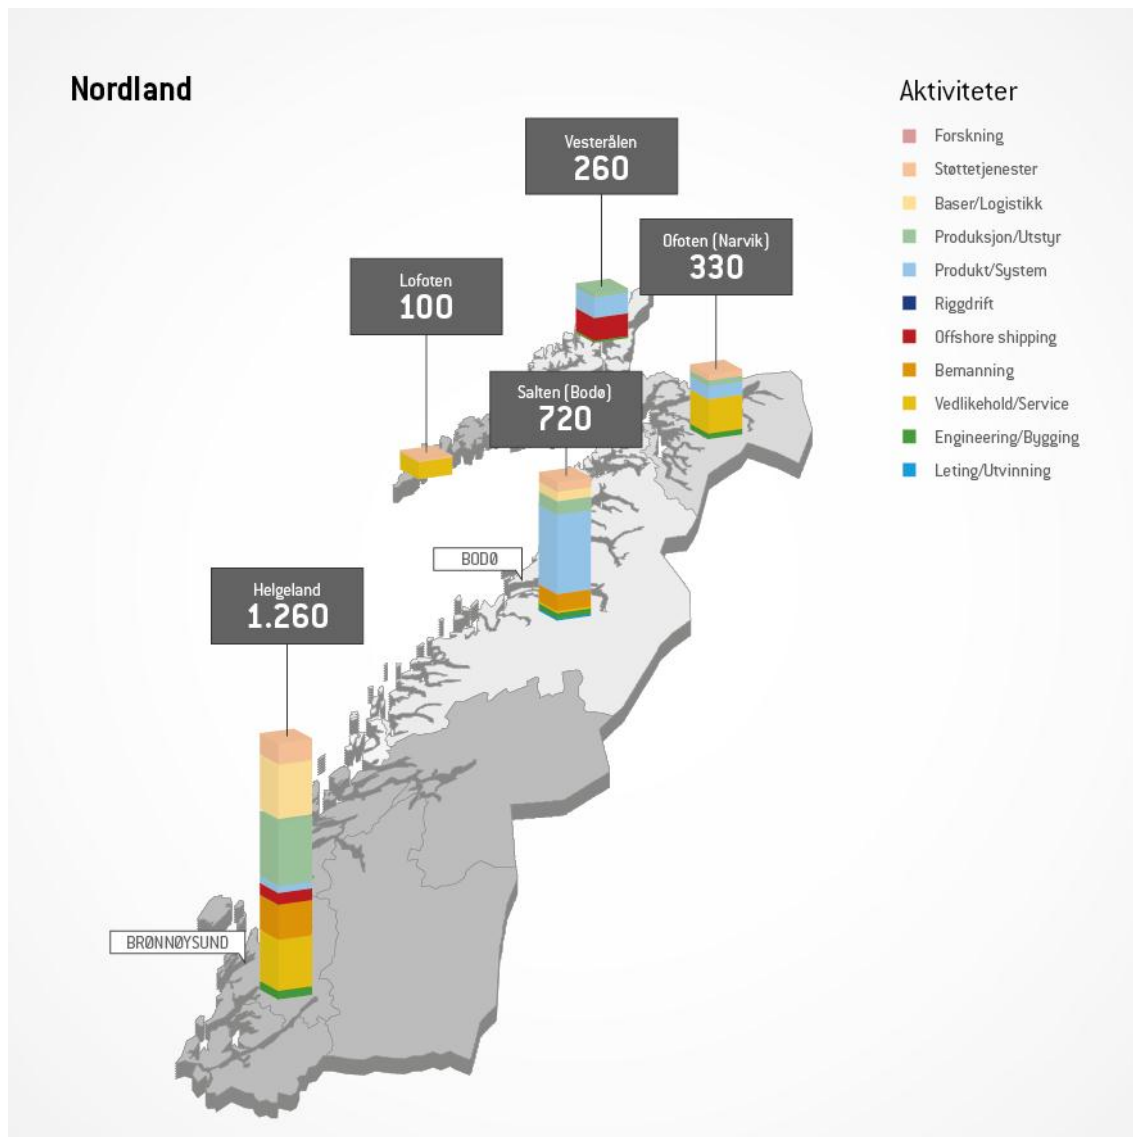 Nordland
Aktiviteter
Forskning
Støttetjenester
Baser/Logistikk
Produksjon/Utstyr
Produkt/System
Riggdrift
Offshore shipping
Bemanning
Vedlikehold/Service
Engineering/Bygging
Leting/Utvinning
Vesterålen
260
Ofoten (Narvik)
330
Lofoten
100
Salten (Bodø)
720
BODØ
Helgeland
1.260
BRØNNØYSUND